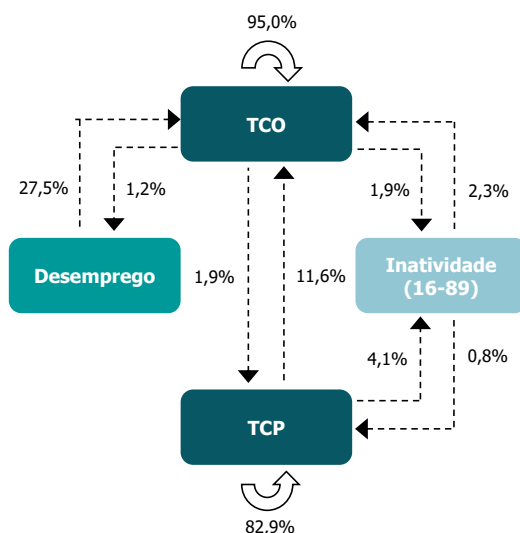 95,0%
TCO
27,5%
1,2%
1,9%
2,3%
Desemprego
1,9%
11,6%
Inatividade
(16-89)
4,1%
0,8%
TCP
82,9%